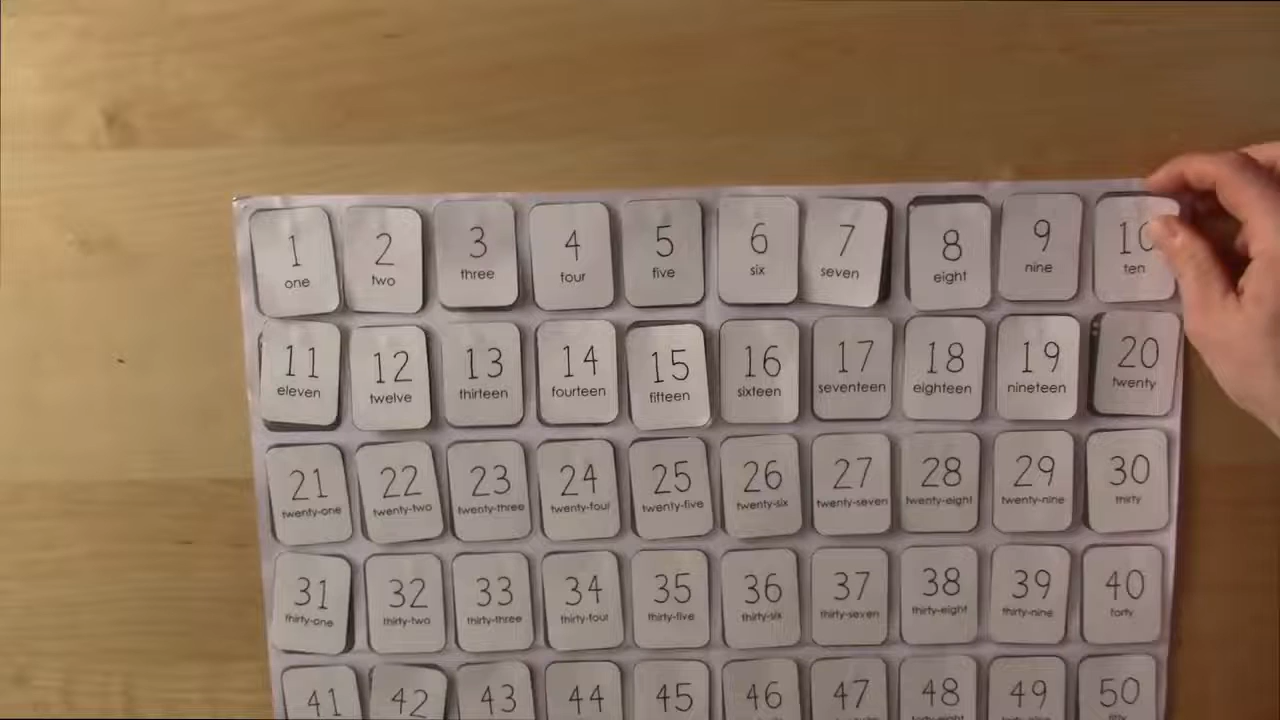 1 2 3 4 5 6 7 8 9 10
one two three four five six seven eight nine ten
11 12 13 14 15 16 17 18 19 20
eleven twelve thirteen fourteen fifteen sixteen seventeen eighteen nineteen twenty
21 22 23 24 25 26 27 28 29 30
twenty-one twenty-two twenty-three twenty-four twenty-five twenty-six twenty-seven twenty-eight twenty-nine thirty
31 32 33 34 35 36 37 38 39 40
thirty-one thirty-two thirty-three thirty-four thirty-five thirty-six thirty-seven thirty-eight thirty-nine forty
41 42 43 44 45 46 47 48 49 50